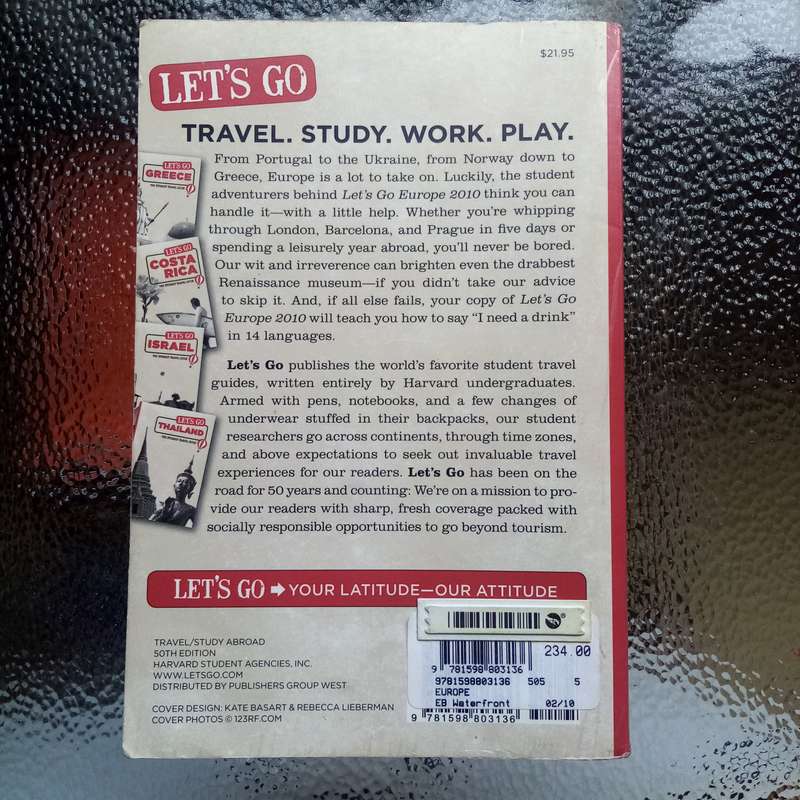 $21.95
LET'S GO
TRAVEL. STUDY. WORK. PLAY.
From Portugal to the Ukraine, from Norway down to
Greece, Europe is a lot to take on. Luckily, the student
adventurers behind Let's Go Europe 2010 think you can
handle it—with a little help. Whether you're whipping
through London, Barcelona, and Prague in five days or
spending a leisurely year abroad, you'll never be bored.
Our wit and irreverence can brighten even the drabbest
Renaissance museum—if you didn't take our advice
to skip it. And, if all else fails, your copy of Let's Go
Europe 2010 will teach you how to say "I need a drink"
in 14 languages.
LET'S GO
GREECE
LET'S GO
COSTA
RICA
LET'S GO
ISRAEL
LET'S GO
THAILAND
Let's Go publishes the world's favorite student travel
guides, written entirely by Harvard undergraduates.
Armed with pens, notebooks, and a few changes of
underwear stuffed in their backpacks, our student
researchers go across continents, through time zones,
and above expectations to seek out invaluable travel
experiences for our readers. Let's Go has been on the
road for 50 years and counting: We're on a mission to pro-
vide our readers with sharp, fresh coverage packed with
socially responsible opportunities to go beyond tourism.
LET'S GO YOUR LATITUDE—OUR ATTITUDE
TRAVEL/STUDY ABROAD
50TH EDITION
HARVARD STUDENT AGENCIES, INC.
WWW.LETSGO.COM
DISTRIBUTED BY PUBLISHERS GROUP WEST
COVER DESIGN: KATE BASART & REBECCA LIEBERMAN
COVER PHOTOS © 123RF.COM
234.00
9 781598 803136
9781598803136 505 5
EUROPE
EB Waterfront 02/10
9 781598 803136